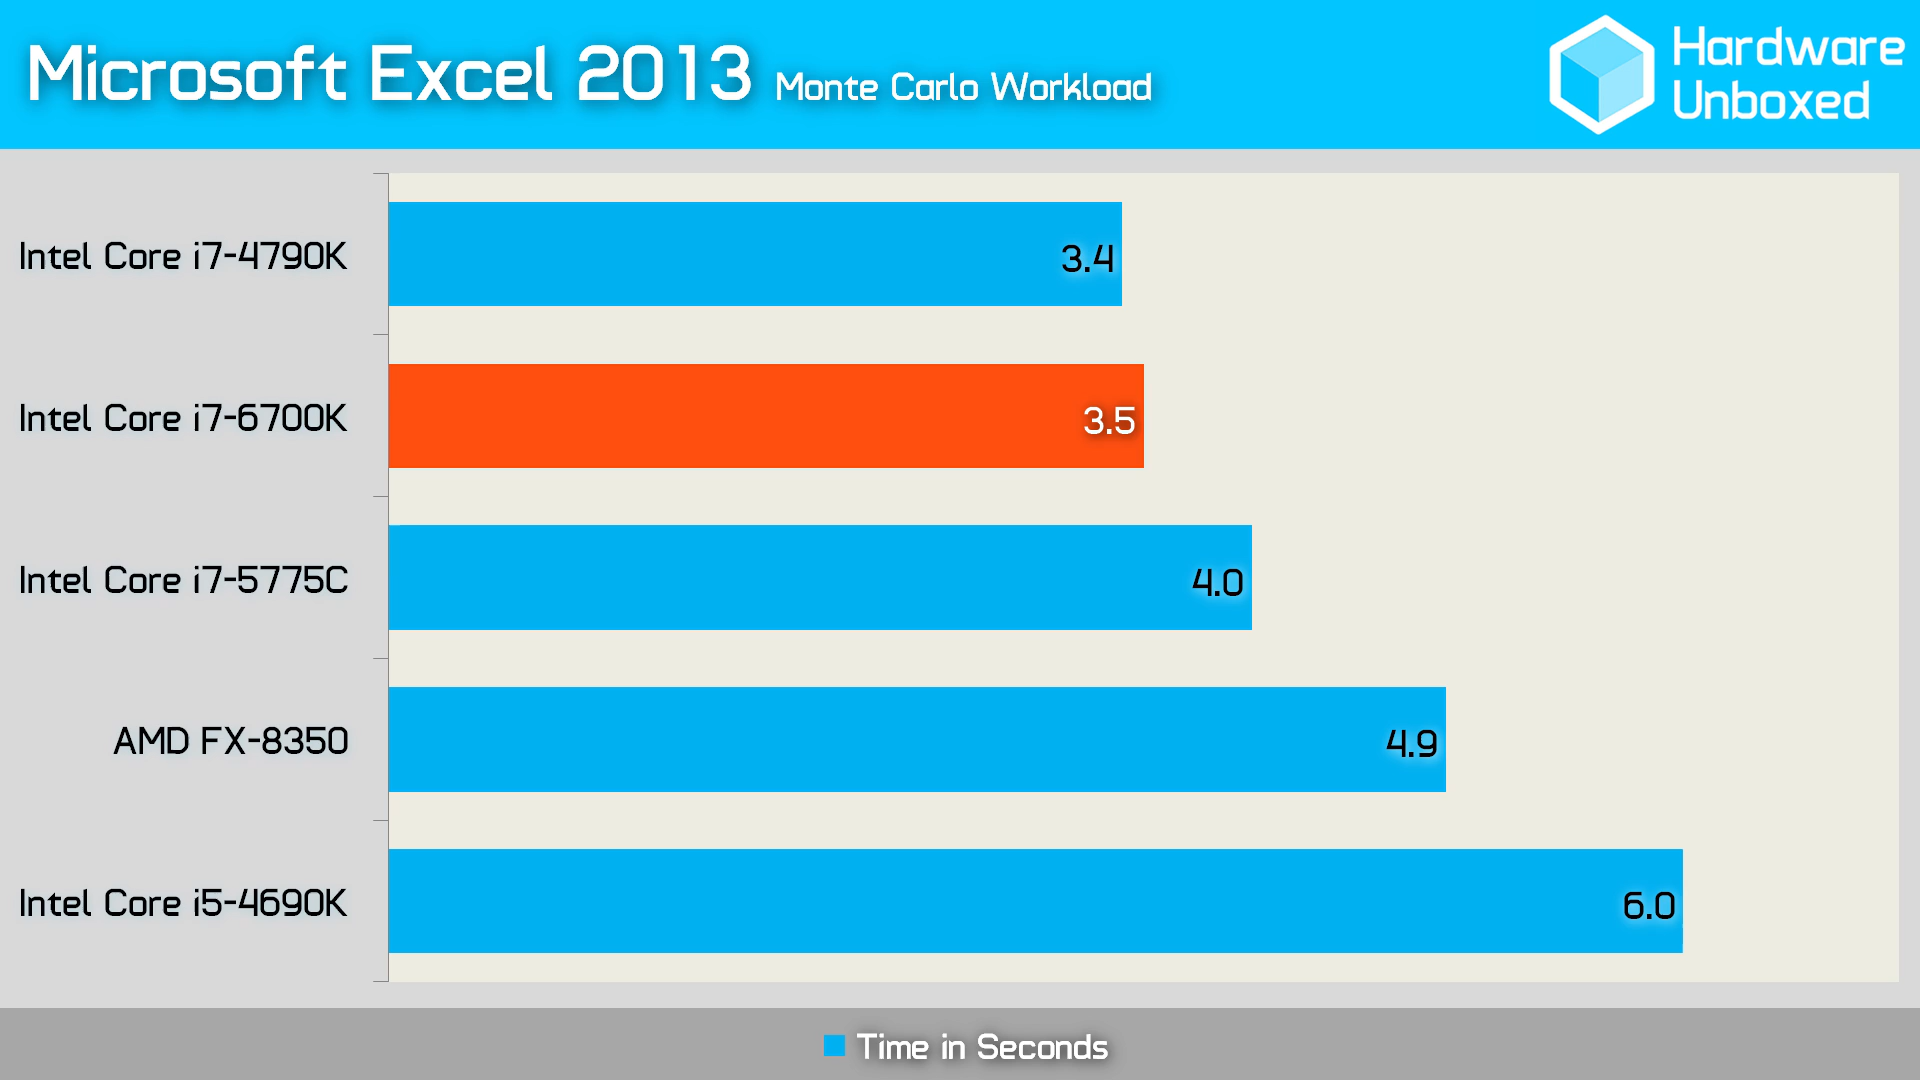 Microsoft Excel 2013 Monte Carlo Workload
Hardware
Unboxed
Intel Core i7-4790K
3.4
Intel Core i7-6700K
3.5
Intel Core i7-5775C
4.0
AMD FX-8350
4.9
Intel Core i5-4690K
6.0
Time in Seconds